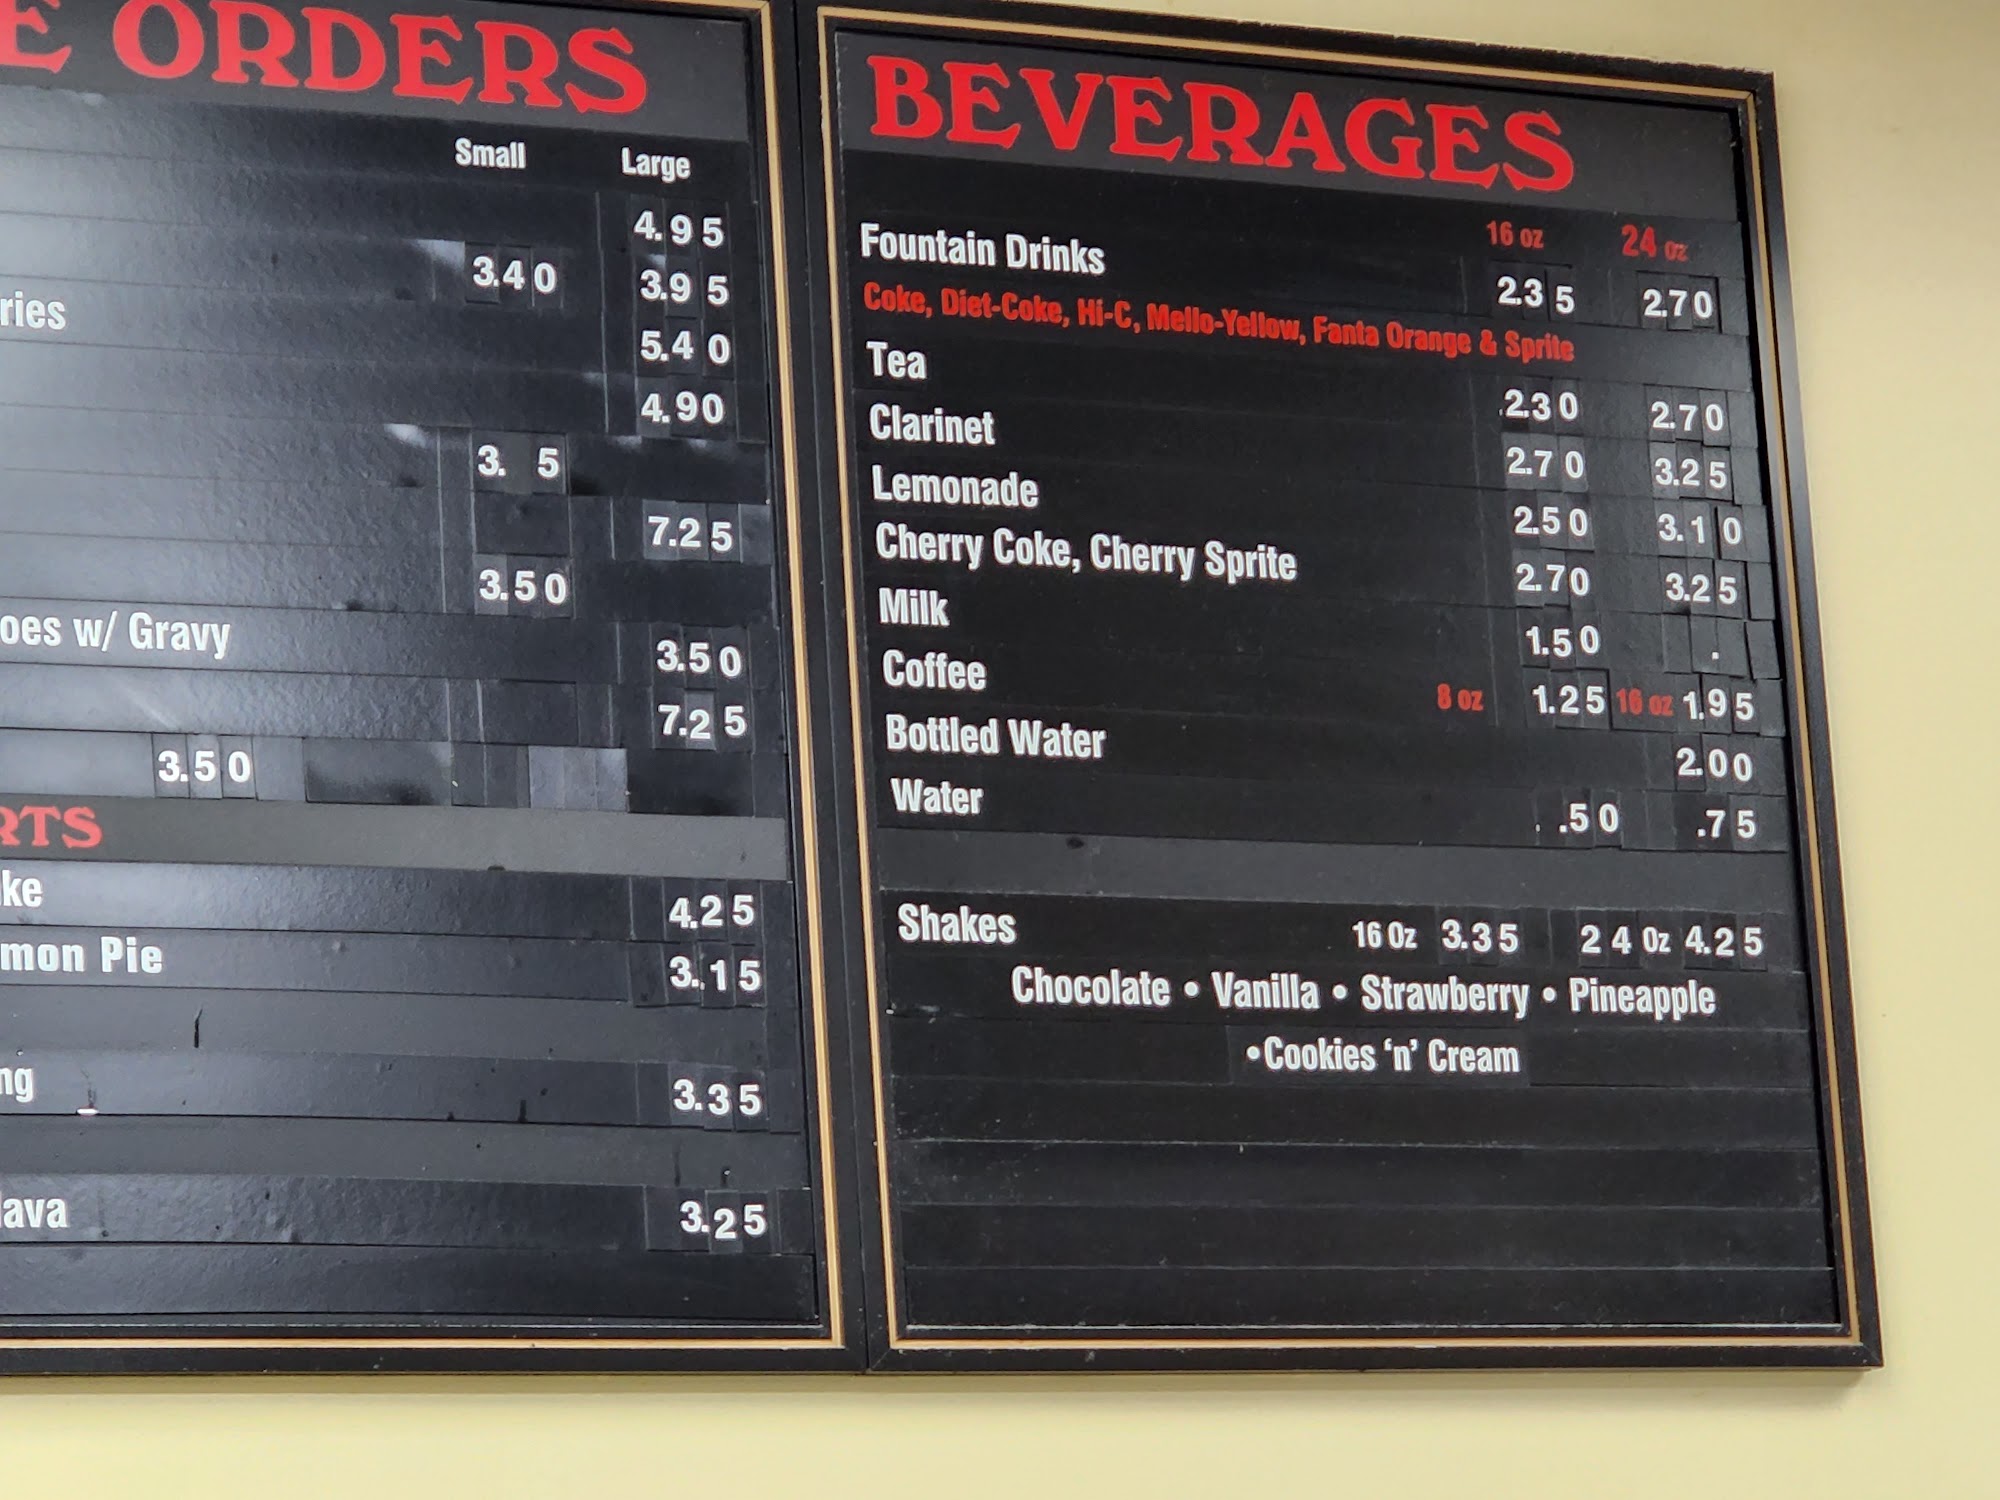 E ORDERS
Small Large
4.95
3.40 3.95
ries 5.40
4.90
3. 5
7.25
3.50
oes w/ Gravy 3.50
7.25
3.50
RTS
ke 4.25
mon Pie 3.15
ng 3.35
lava 3.25
BEVERAGES
16 oz 24 oz
Fountain Drinks 2.35 2.70
Coke, Diet-Coke, Hi-C, Mello-Yellow, Fanta Orange & Sprite
Tea 2.30 2.70
Clarinet 2.70 3.25
Lemonade 2.50 3.10
Cherry Coke, Cherry Sprite 2.70 3.25
Milk 1.50 .
Coffee 8 oz 1.25 16 oz 1.95
Bottled Water 2.00
Water .50 .75
Shakes 16 Oz 3.35 24 Oz 4.25
Chocolate • Vanilla • Strawberry • Pineapple
•Cookies ‘n’ Cream